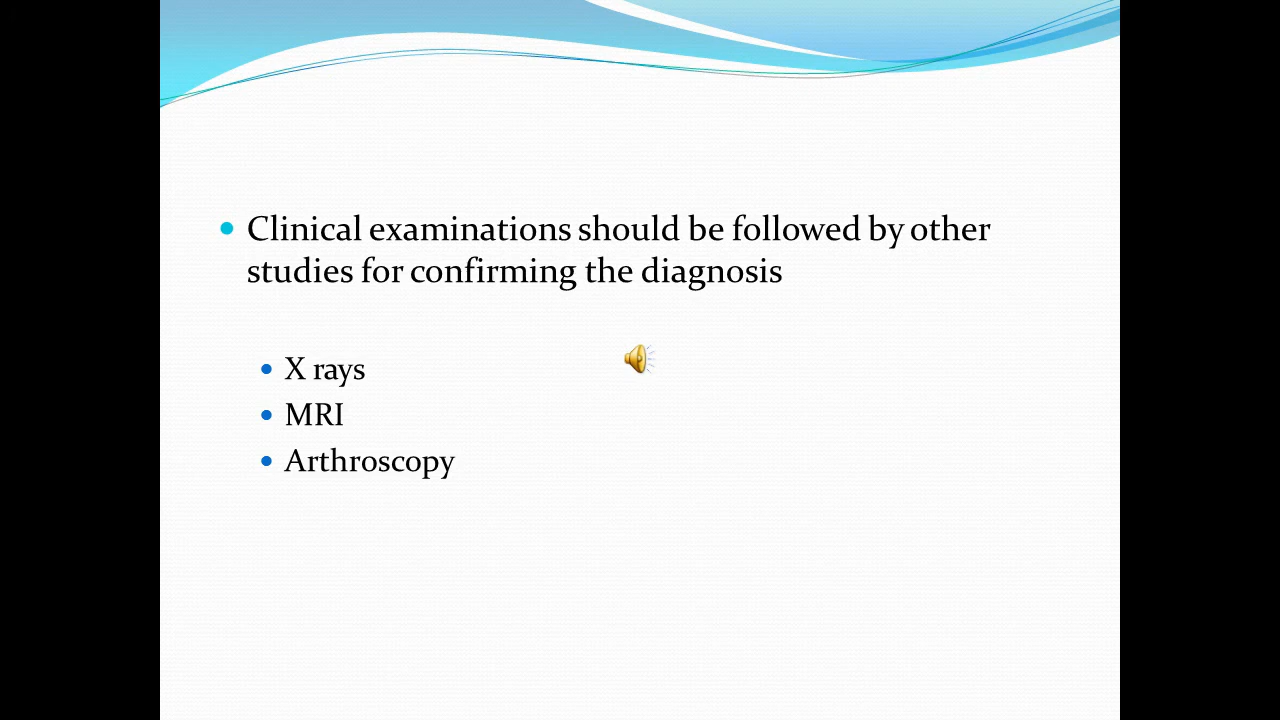 Clinical examinations should be followed by other
studies for confirming the diagnosis
X rays
MRI
Arthroscopy